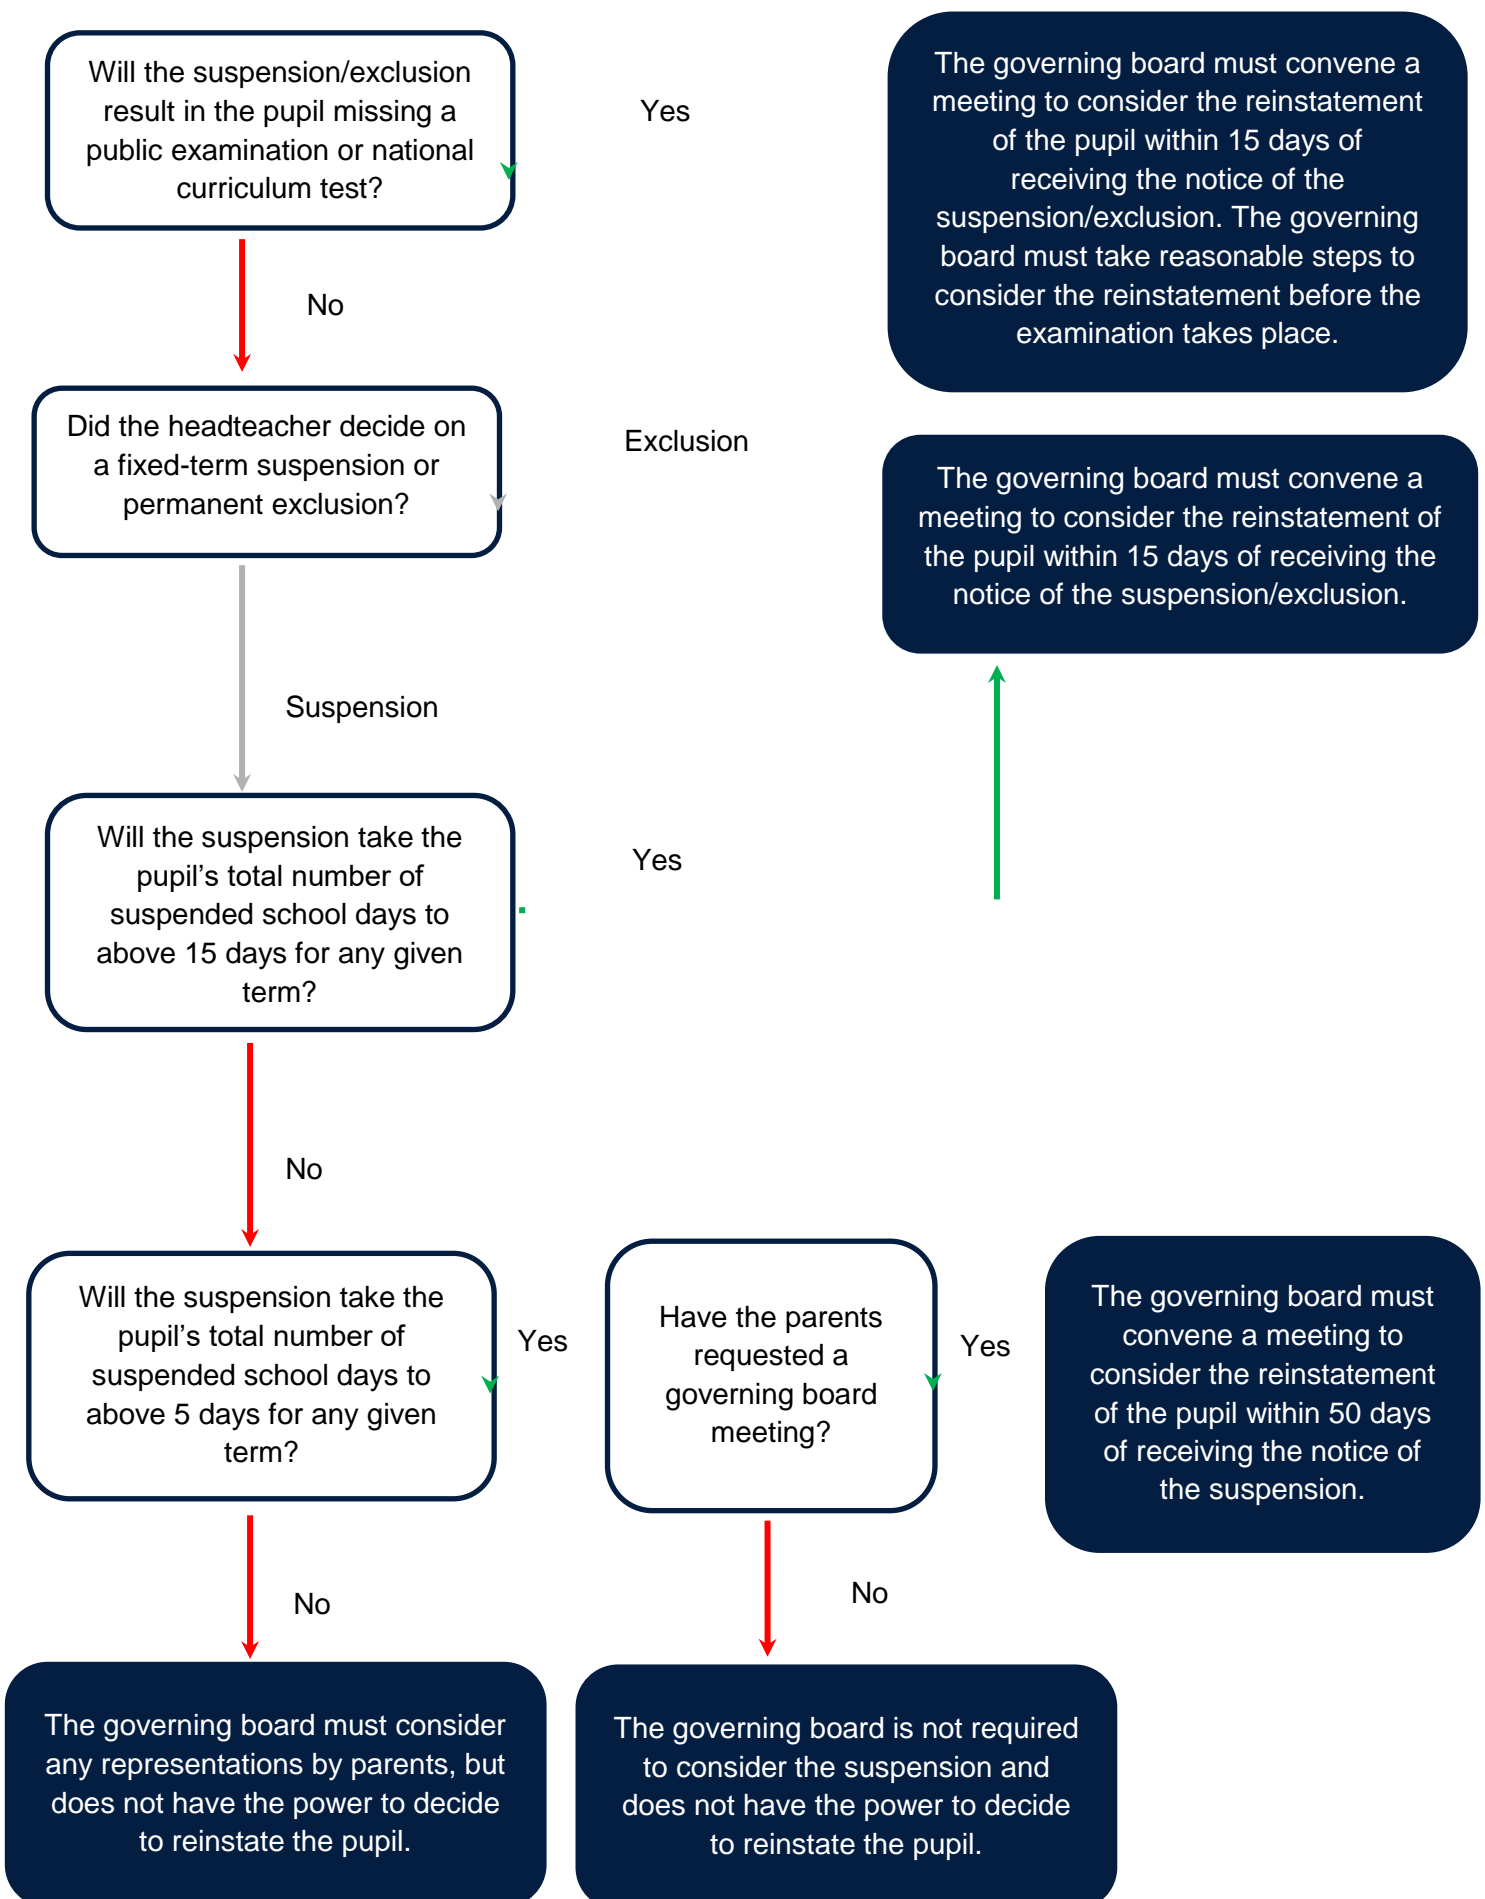 Will the suspension/exclusion
result in the pupil missing a
public examination or national
curriculum test?
Yes
The governing board must convene a
meeting to consider the reinstatement
of the pupil within 15 days of
receiving the notice of the
suspension/exclusion. The governing
board must take reasonable steps to
consider the reinstatement before the
examination takes place.
No
Did the headteacher decide on
a fixed-term suspension or
permanent exclusion?
Exclusion
The governing board must convene a
meeting to consider the reinstatement of
the pupil within 15 days of receiving the
notice of the suspension/exclusion.
Suspension
Will the suspension take the
pupil’s total number of
suspended school days to
above 15 days for any given
term?
Yes
No
Will the suspension take the
pupil’s total number of
suspended school days to
above 5 days for any given
term?
Yes
Have the parents
requested a
governing board
meeting?
Yes
The governing board must
convene a meeting to
consider the reinstatement
of the pupil within 50 days
of receiving the notice of
the suspension.
No
No
The governing board must consider
any representations by parents, but
does not have the power to decide
to reinstate the pupil.
The governing board is not required
to consider the suspension and
does not have the power to decide
to reinstate the pupil.